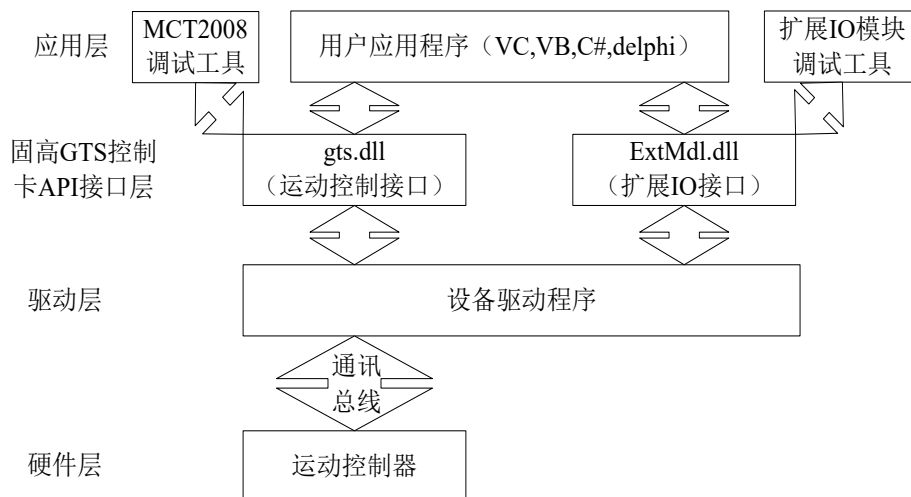 应用层
MCT2008
调试工具
用户应用程序（VC,VB,C#,delphi）
扩展IO模块
调试工具
固高GTS控制
卡API接口层
gts.dll
（运动控制接口）
ExtMdl.dll
（扩展IO接口）
驱动层
设备驱动程序
通讯
总线
硬件层
运动控制器